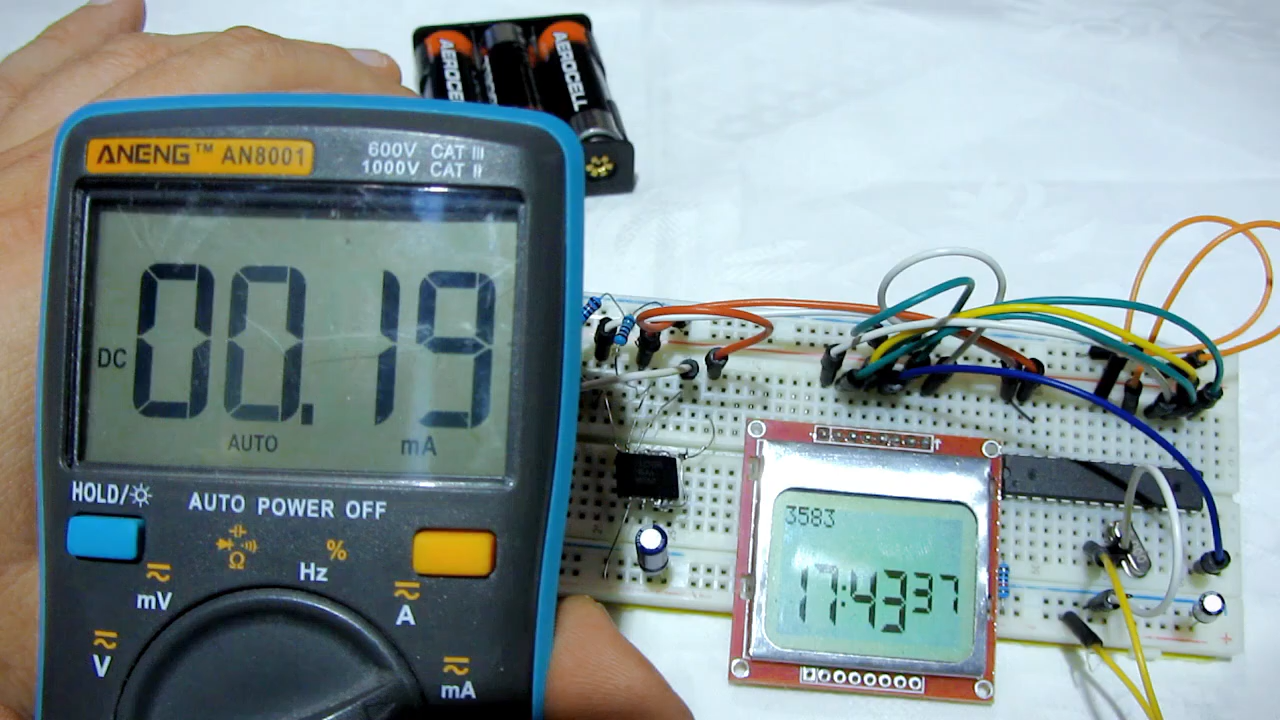 AEROCELL
AEROCELL
ANENG™ AN8001
600V CAT III
1000V CAT II
00.19
DC
AUTO
mA
HOLD/
AUTO POWER OFF
Ω
%
Hz
mV
A
V
mA
3583
17:43 37
+